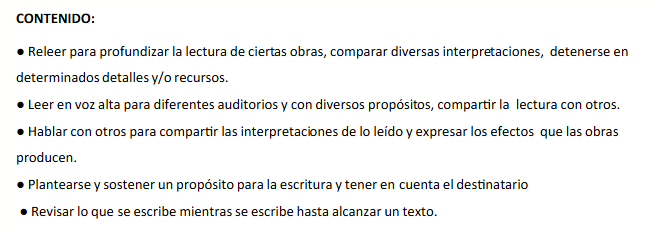 CONTENIDO:
● Releer para profundizar la lectura de ciertas obras, comparar diversas interpretaciones, detenerse en
determinados detalles y/o recursos.
● Leer en voz alta para diferentes auditorios y con diversos propósitos, compartir la lectura con otros.
● Hablar con otros para compartir las interpretaciones de lo leído y expresar los efectos que las obras
producen.
● Plantearse y sostener un propósito para la escritura y tener en cuenta el destinatario
● Revisar lo que se escribe mientras se escribe hasta alcanzar un texto.